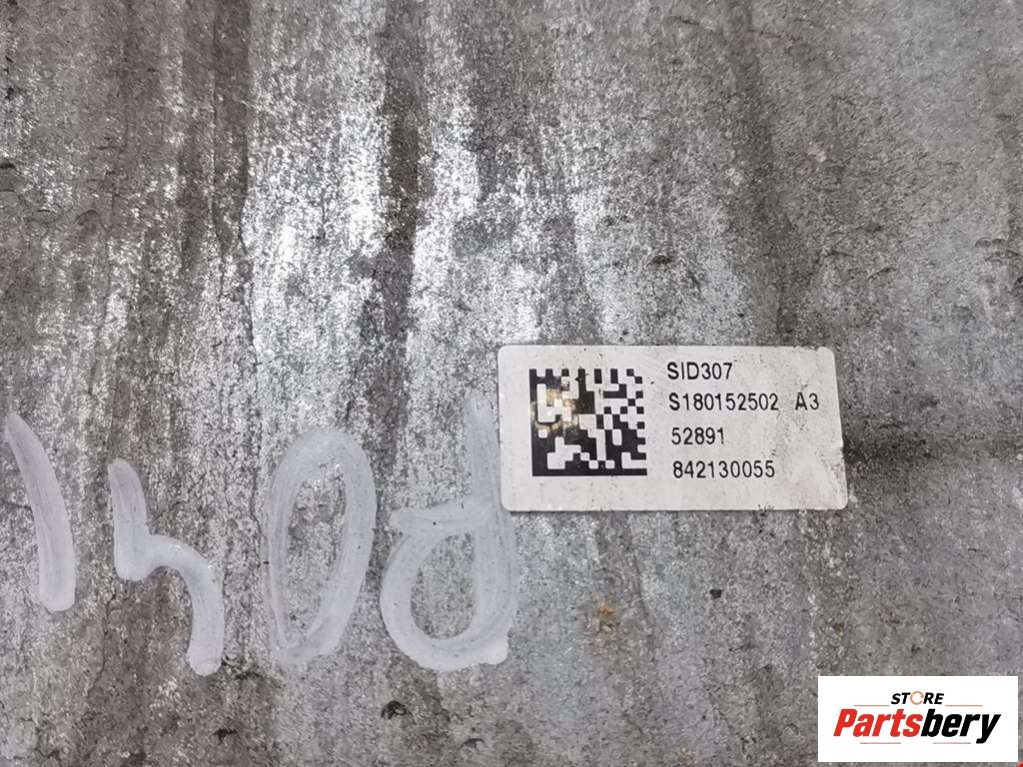 SID307
S180152502 A3
52891
842130055
STORE
Partsbery